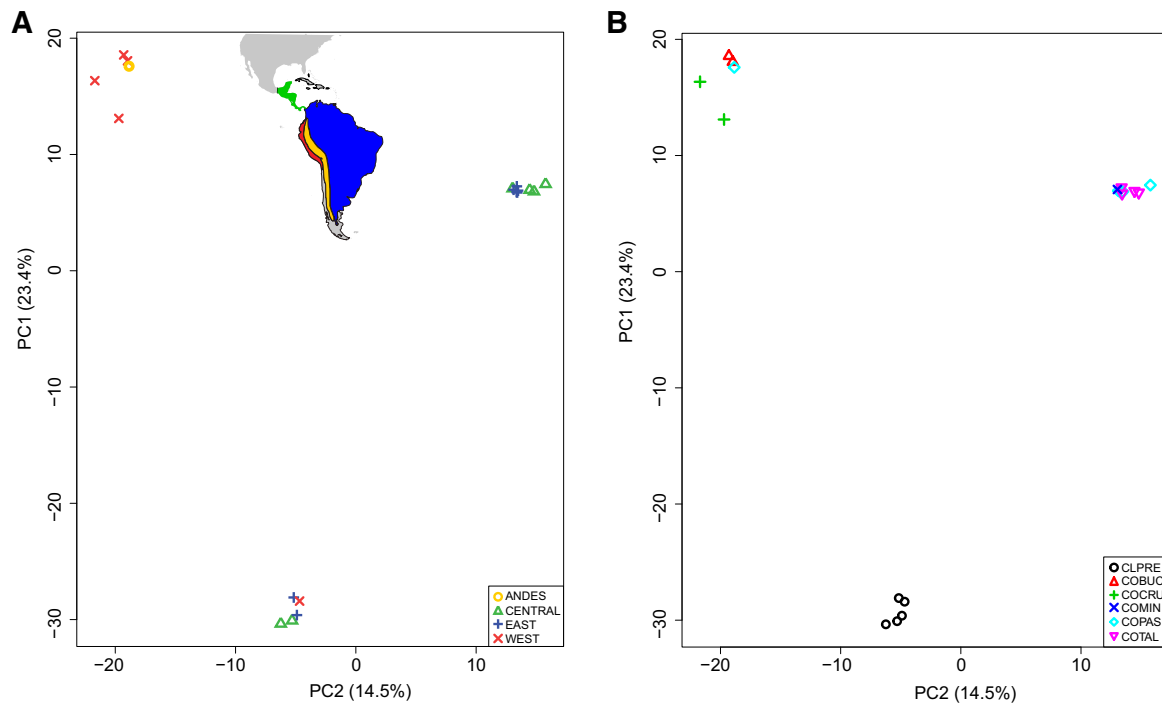 A
20
10
0
−10
−20
−30
PC1 (23.4%)
−20
−10
0
10
PC2 (14.5%)
ANDES
CENTRAL
EAST
WEST
B
20
10
0
−10
−20
−30
PC1 (23.4%)
−20
−10
0
10
PC2 (14.5%)
CLPRE
COBUC
COCRU
COMIN
COPAS
COTAL